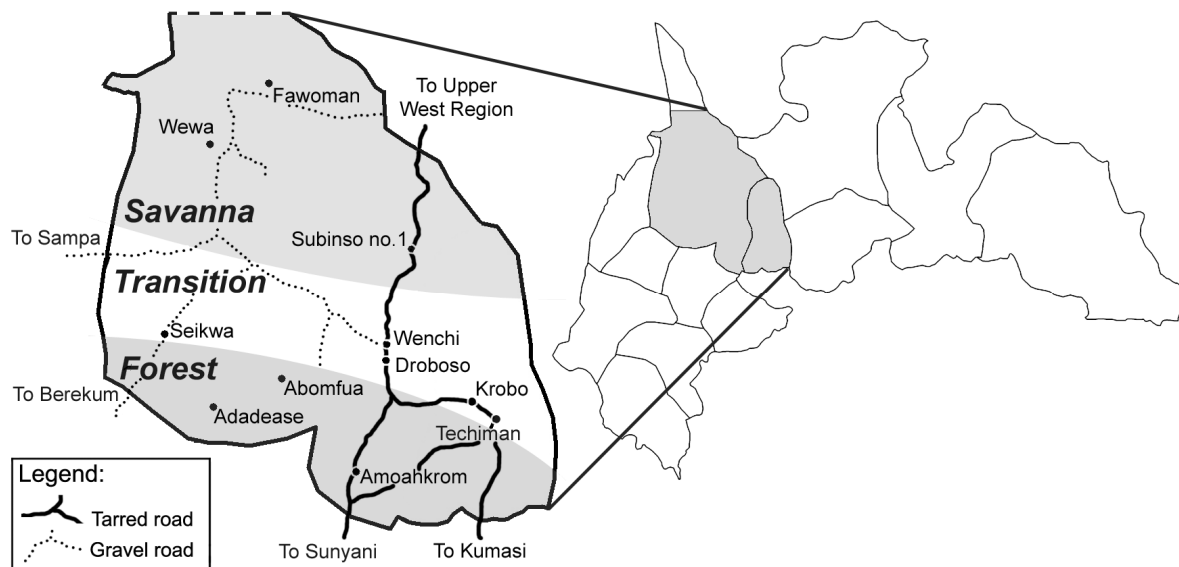 Fawoman
To Upper
West Region
Wewa
Savanna
To Sampa
Subinso no.1
Transition
Seikwa
Wenchi
Droboso
Forest
Abomfua
To Berekum
Adadease
Krobo
Techiman
Amoahkrom
Legend:
Tarred road
Gravel road
To Sunyani
To Kumasi